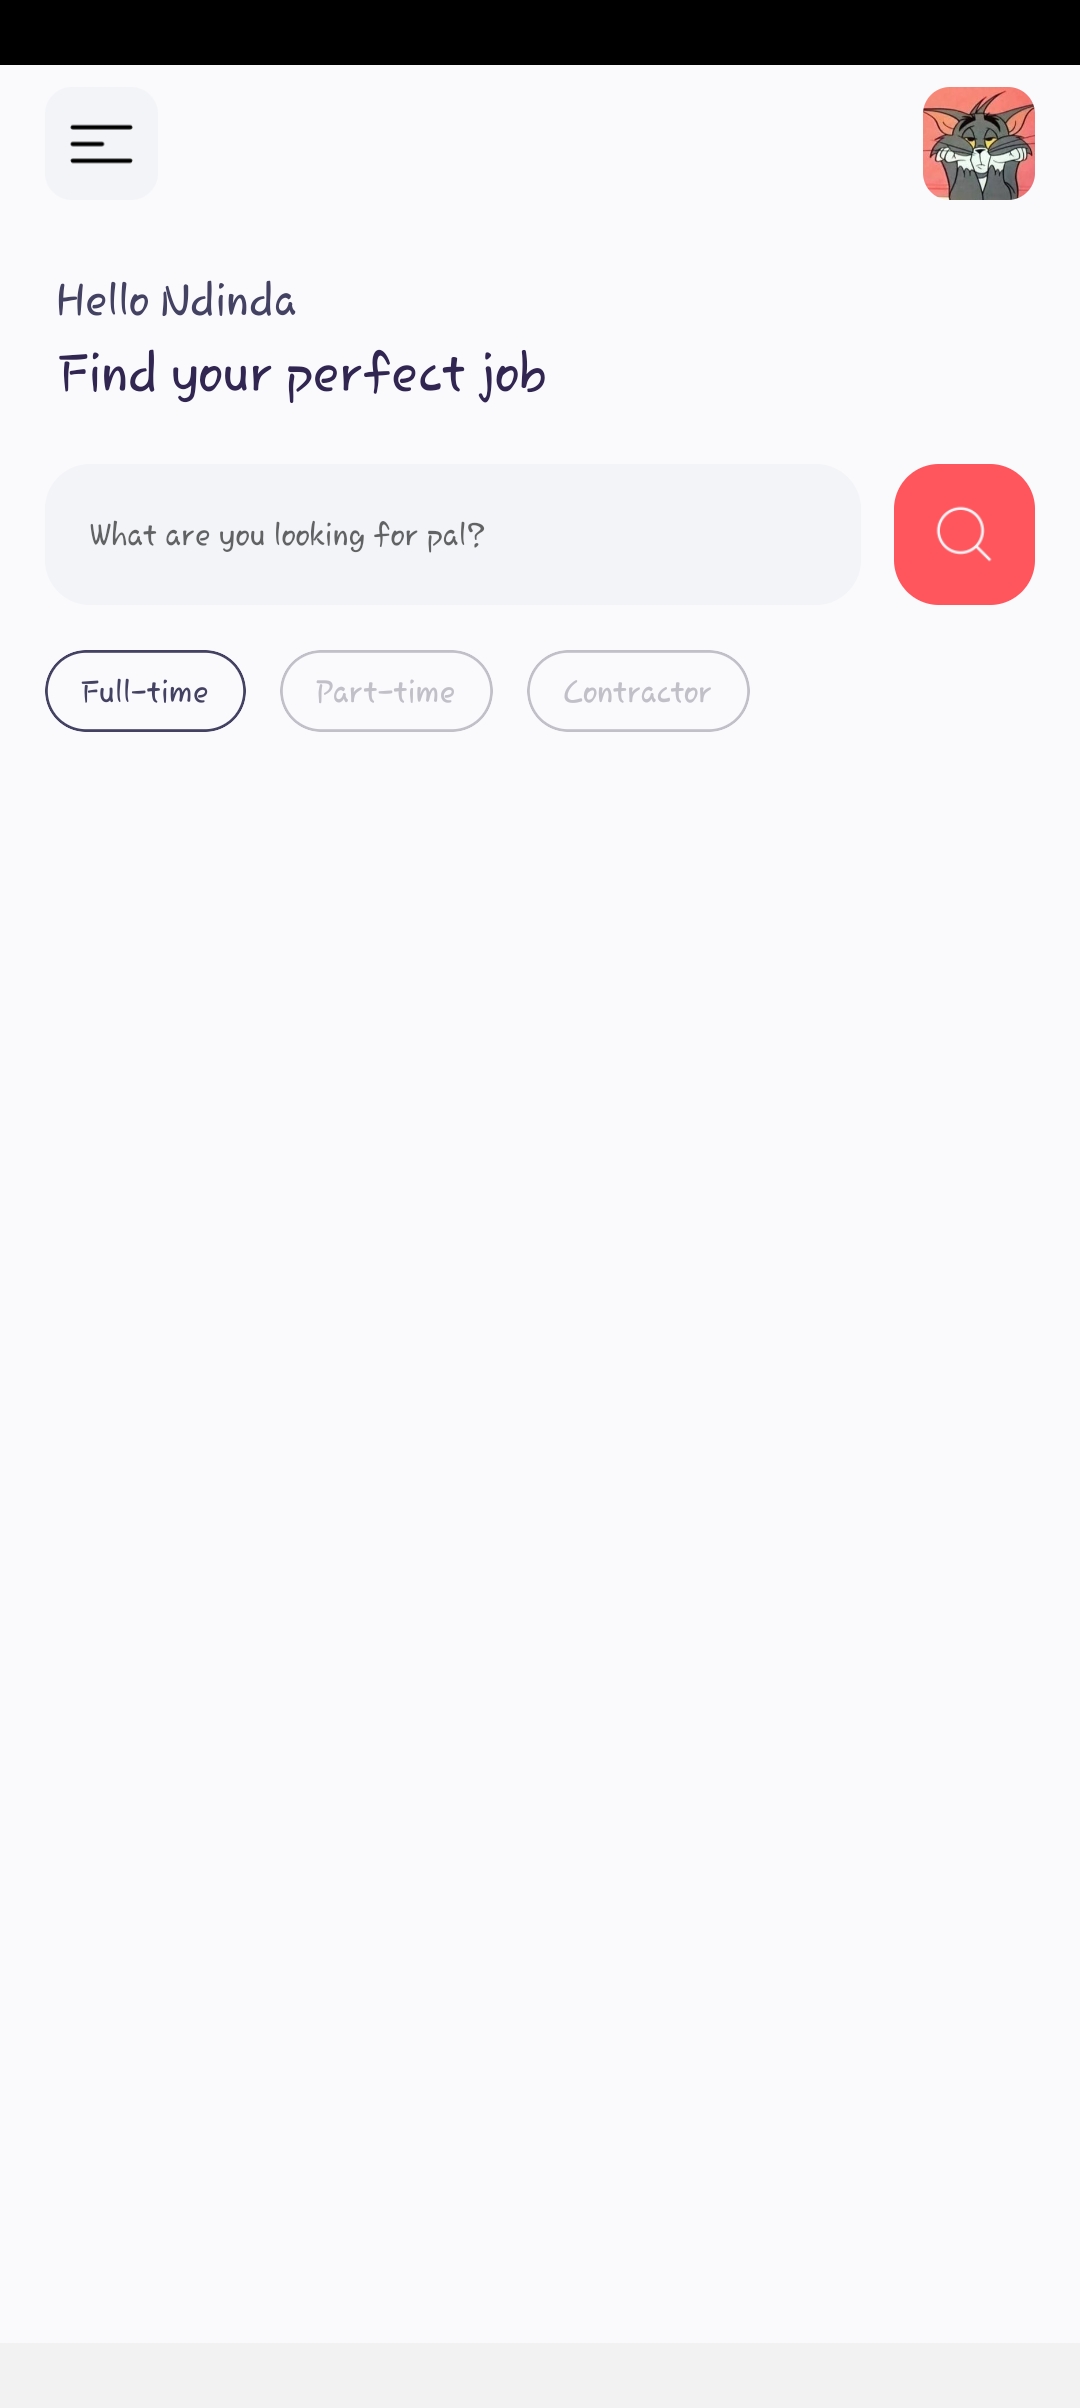 Hello Ndinda
Find your perfect job
What are you looking for pal?
Full-time Part-time Contractor